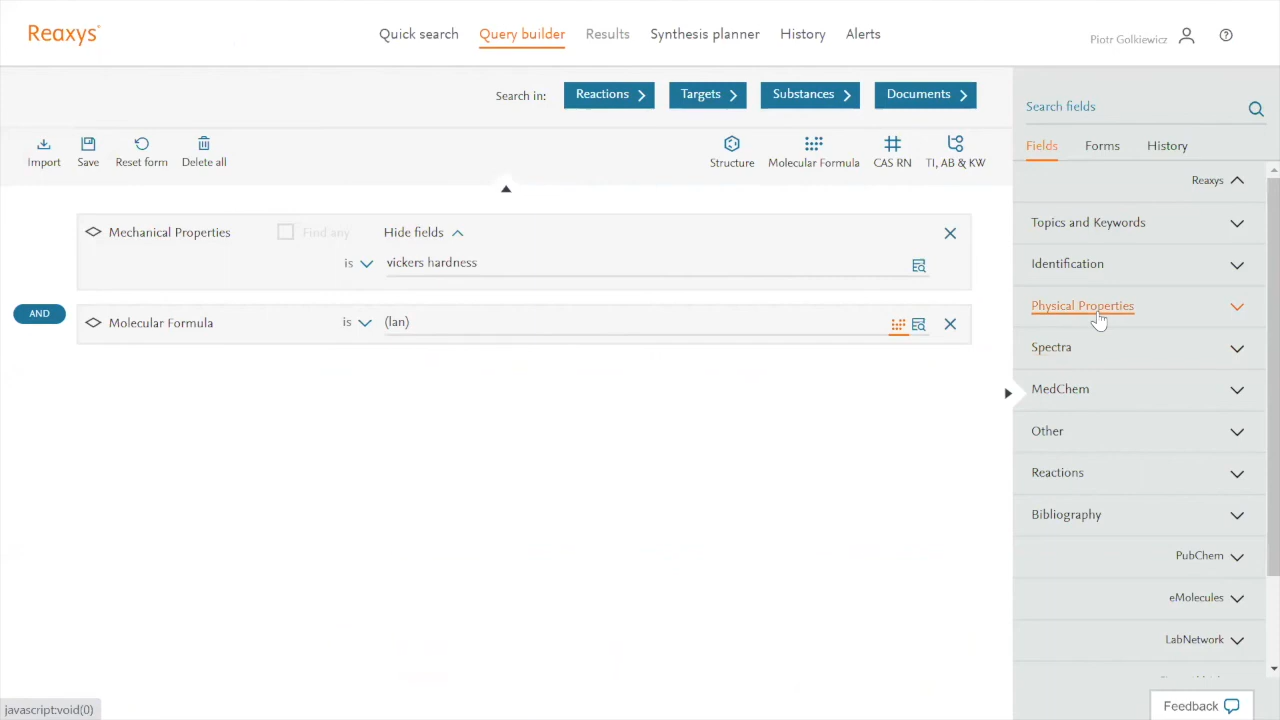 Reaxys®
Quick search
Query builder
Results
Synthesis planner
History
Alerts
Piotr Golkiewicz
Search in:
Reactions
Targets
Substances
Documents
Import
Save
Reset form
Delete all
Structure
Molecular Formula
CAS RN
TI, AB & KW
Mechanical Properties
Find any
Hide fields
is
vickers hardness
AND
Molecular Formula
is
(lan)
Search fields
Fields
Forms
History
Reaxys
Topics and Keywords
Identification
Physical Properties
Spectra
MedChem
Other
Reactions
Bibliography
PubChem
eMolecules
LabNetwork
Feedback
javascript:void(0)